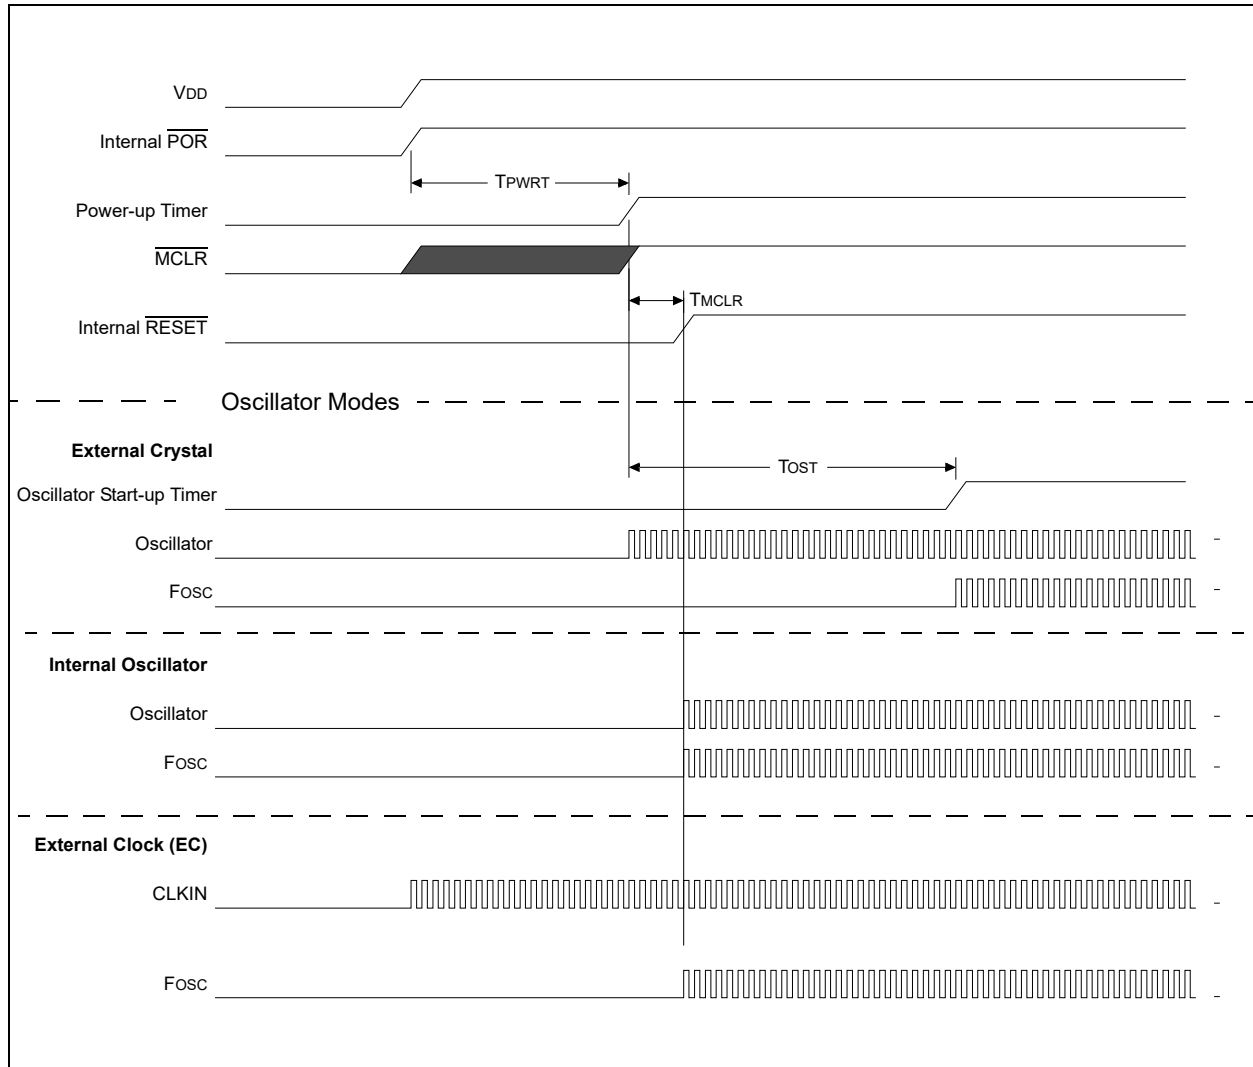 VDD
Internal POR
TPWRT
Power-up Timer
MCLR
TMCLR
Internal RESET
Oscillator Modes
External Crystal
TOST
Oscillator Start-up Timer
Oscillator
FOSC
Internal Oscillator
Oscillator
FOSC
External Clock (EC)
CLKIN
FOSC